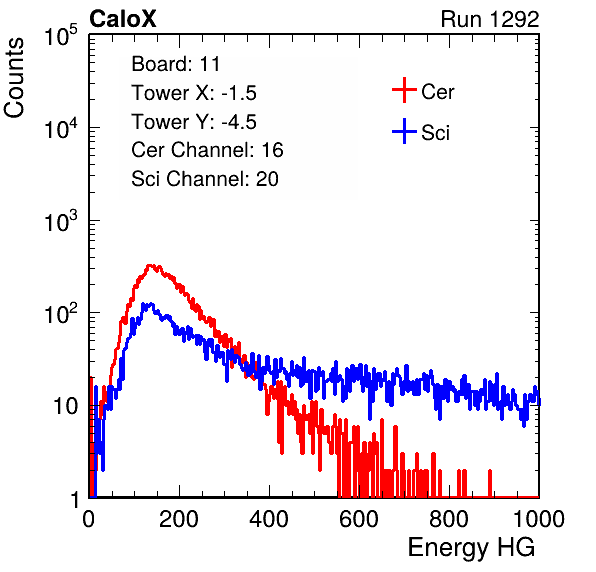 CaloX Run 1292
Counts
Board: 11
Tower X: -1.5
Tower Y: -4.5
Cer Channel: 16
Sci Channel: 20
Cer
Sci
10^5
10^4
10^3
10^2
10
1
0 200 400 600 800 1000
Energy HG